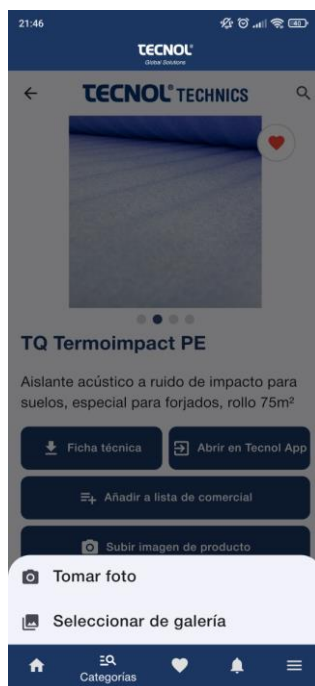 21:46
TECNOL®
Global Solutions
TECNOL® TECHNICS
TQ Termoimpact PE
Aislante acústico a ruido de impacto para
suelos, especial para forjados, rollo 75m²
Ficha técnica
Abrir en Tecnol App
Añadir a lista de comercial
Subir imagen de producto
Tomar foto
Seleccionar de galería
Categorías